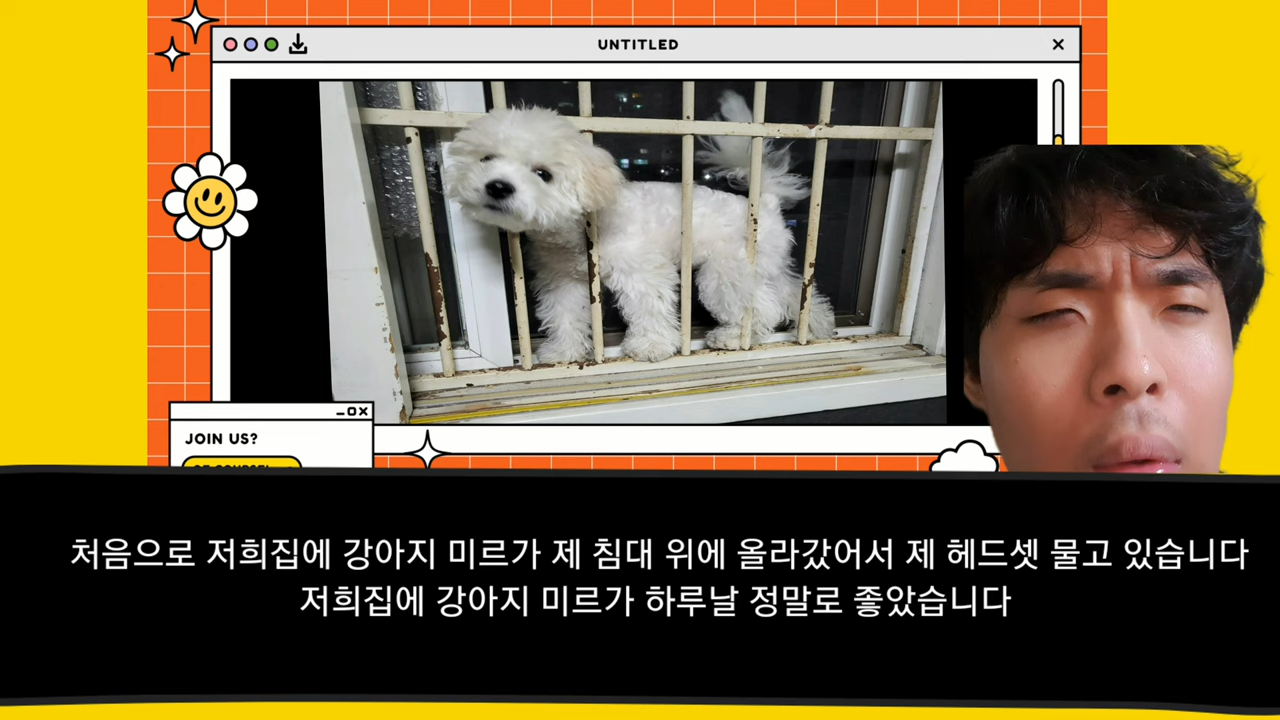 UNTITLED
JOIN US?
처음으로 저희집에 강아지 미르가 제 침대 위에 올라갔어서 제 헤드셋 물고 있습니다
저희집에 강아지 미르가 하루날 정말로 좋았습니다